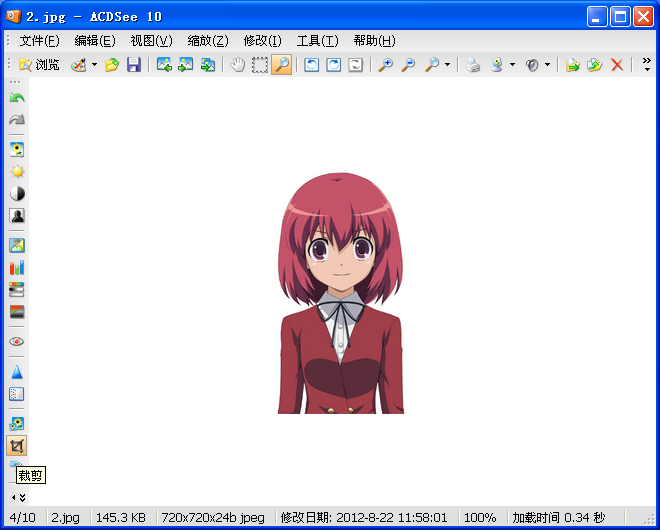 2.jpg - ACDSee 10
文件(F) 编辑(E) 视图(V) 缩放(Z) 修改(I) 工具(T) 帮助(H)
浏览
裁剪
4/10 2.jpg 145.3 KB 720x720x24b jpeg 修改日期: 2012-8-22 11:58:01 100% 加载时间 0.34 秒